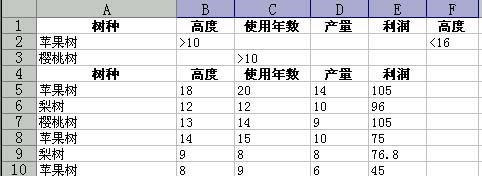 A B C D E F
1 树种 高度 使用年数 产量 利润 高度
2 苹果树 >10 <16
3 樱桃树 >10
4 树种 高度 使用年数 产量 利润
5 苹果树 18 20 14 105
6 梨树 12 12 10 96
7 樱桃树 13 14 9 105
8 苹果树 14 15 10 75
9 梨树 9 8 8 76.8
10 苹果树 8 9 6 45